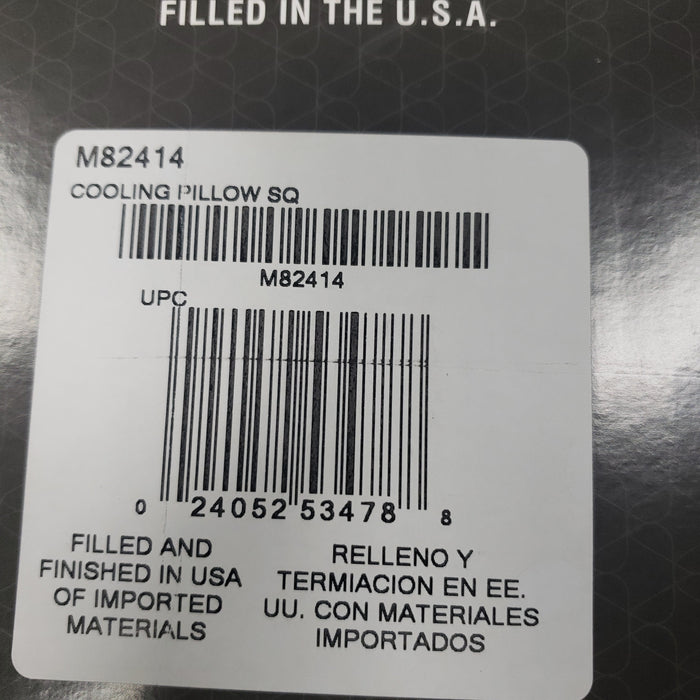 FILLED IN THE U.S.A.
M82414
COOLING PILLOW SQ
M82414
UPC
0 24052 53478 8
FILLED AND
FINISHED IN USA
OF IMPORTED
MATERIALS
RELLENO Y
TERMIACION EN EE.
UU. CON MATERIALES
IMPORTADOS